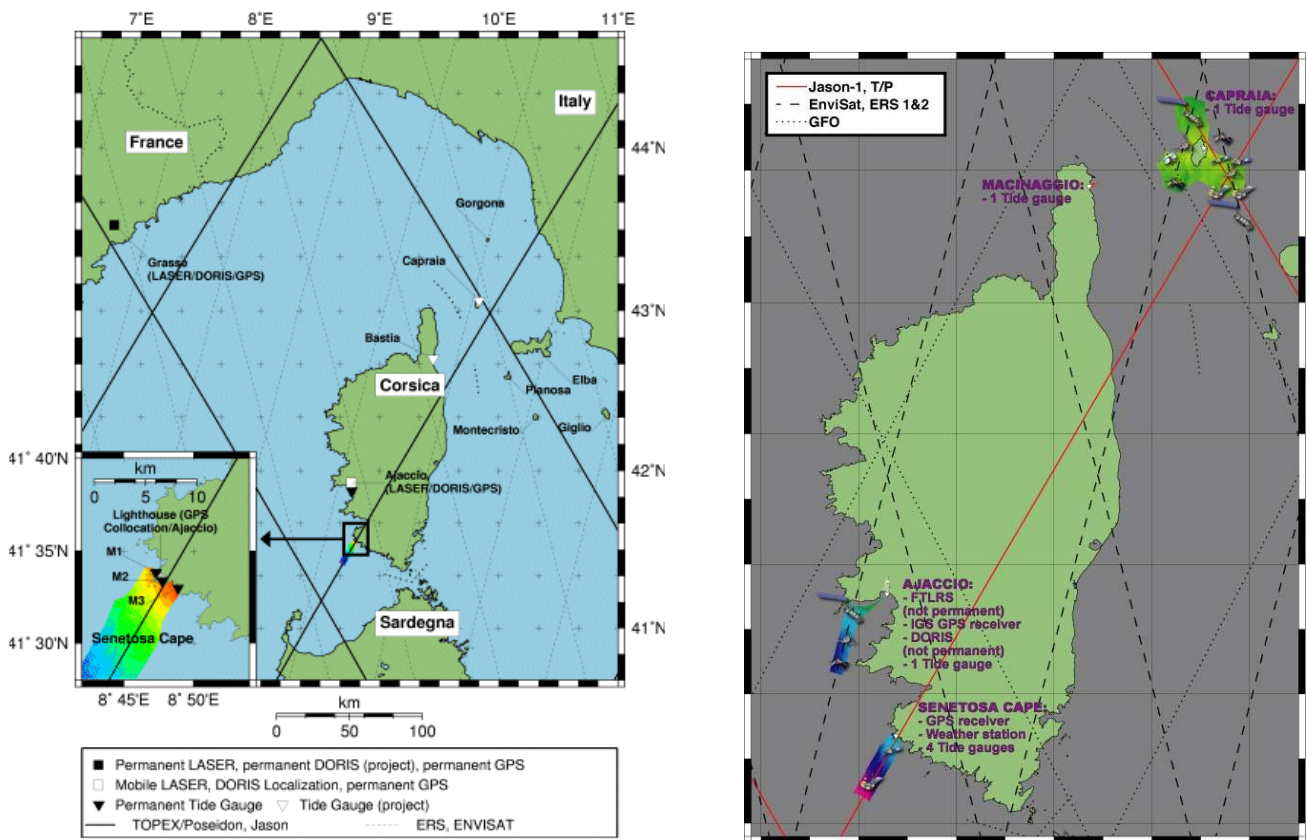 7˚E 8˚E 9˚E 10˚E 11˚E
Italy
France
44˚N
Gorgona
Grasse
(LASER/DORIS/GPS)
Capraia
43˚N
Bastia
Corsica
Elba
Pianosa
Montecristo
Giglio
42˚N
Ajaccio
(LASER/DORIS/GPS)
41˚N
Sardegna
41˚ 40'N
41˚ 35'N
41˚ 30'N
km
0 5 10
Lighthouse (GPS
Collocation/Ajaccio)
M1
M2
M3
Senetosa Cape
8˚ 45'E 8˚ 50'E
km
0 50 100
Permanent LASER, permanent DORIS (project), permanent GPS
Mobile LASER, DORIS Localization, permanent GPS
Permanent Tide Gauge Tide Gauge (project)
TOPEX/Poseidon, Jason ERS, ENVISAT
Jason-1, T/P
EnviSat, ERS 1&2
GFO
CAPRAIA:
- 1 Tide gauge
MACINAGGIO:
- 1 Tide gauge
AJACCIO:
- FTLRS
(not permanent)
- IGS GPS receiver
- DORIS
(not permanent)
- 1 Tide gauge
SENETOSA CAPE:
- GPS receiver
- Weather station
- 4 Tide gauges